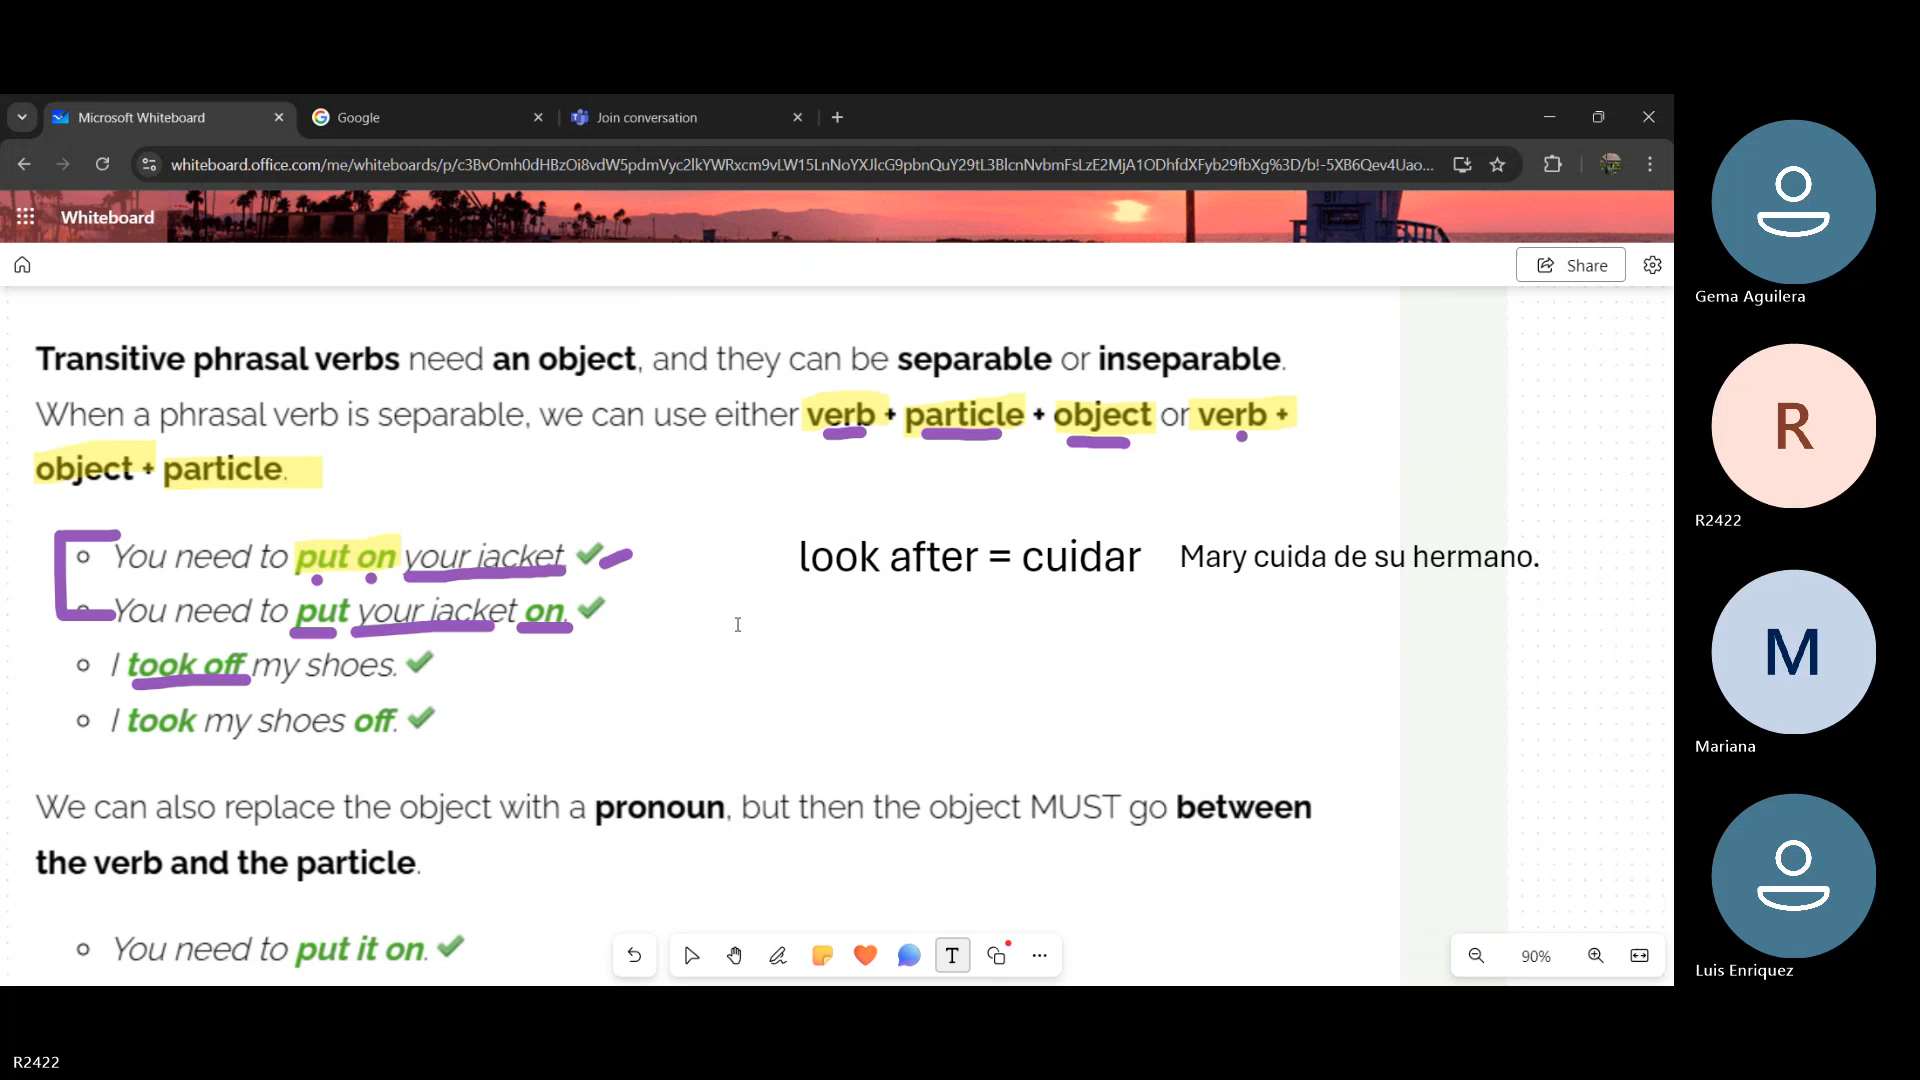 Microsoft Whiteboard
Google
Join conversation
whiteboard.office.com/me/whiteboards/p/c3BvOmh0dHBzOi8vdW5pdmVyc2lkYWRxcm9vLW15LnNoYXJlcG9pbnQuY29tL3BlcnNvbmFsLzE2MjA1ODhfdXFyb29fbXg%3D/b!-5XB6Qev4Uao...
Whiteboard
Share
Transitive phrasal verbs need an object, and they can be separable or inseparable.
When a phrasal verb is separable, we can use either verb + particle + object or verb +
object + particle.
You need to put on your jacket.
look after = cuidar
Mary cuida de su hermano.
You need to put your jacket on.
I took off my shoes.
I took my shoes off.
We can also replace the object with a pronoun, but then the object MUST go between
the verb and the particle.
You need to put it on.
90%
Gema Aguilera
R
R2422
M
Mariana
Luis Enriquez
R2422